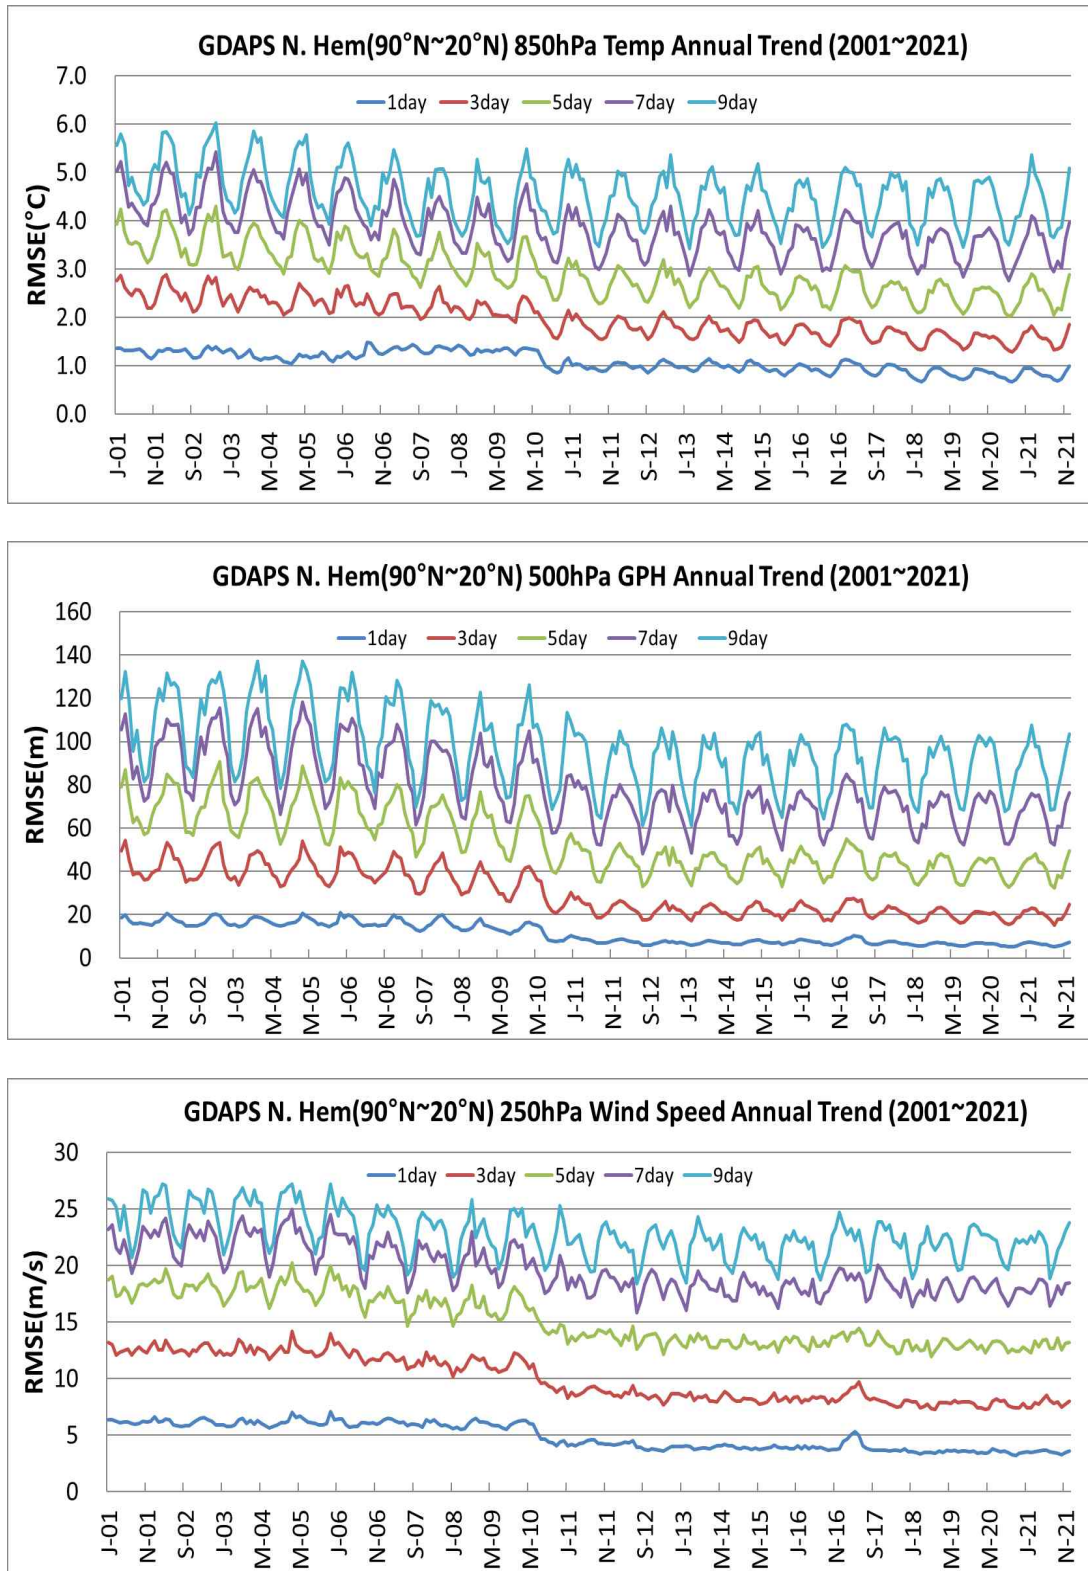 GDAPS N. Hem(90°N~20°N) 850hPa Temp Annual Trend (2001~2021)
7.0
1day 3day 5day 7day 9day
6.0
5.0
4.0
3.0
2.0
1.0
0.0
RMSE(°C)
J-01 N-01 S-02 J-03 M-04 M-05 J-06 N-06 S-07 J-08 M-09 M-10 J-11 N-11 S-12 J-13 M-14 M-15 J-16 N-16 S-17 J-18 M-19 M-20 J-21 N-21
GDAPS N. Hem(90°N~20°N) 500hPa GPH Annual Trend (2001~2021)
160
1day 3day 5day 7day 9day
140
120
100
80
60
40
20
0
RMSE(m)
J-01 N-01 S-02 J-03 M-04 M-05 J-06 N-06 S-07 J-08 M-09 M-10 J-11 N-11 S-12 J-13 M-14 M-15 J-16 N-16 S-17 J-18 M-19 M-20 J-21 N-21
GDAPS N. Hem(90°N~20°N) 250hPa Wind Speed Annual Trend (2001~2021)
30
1day 3day 5day 7day 9day
25
20
15
10
5
0
RMSE(m/s)
J-01 N-01 S-02 J-03 M-04 M-05 J-06 N-06 S-07 J-08 M-09 M-10 J-11 N-11 S-12 J-13 M-14 M-15 J-16 N-16 S-17 J-18 M-19 M-20 J-21 N-21